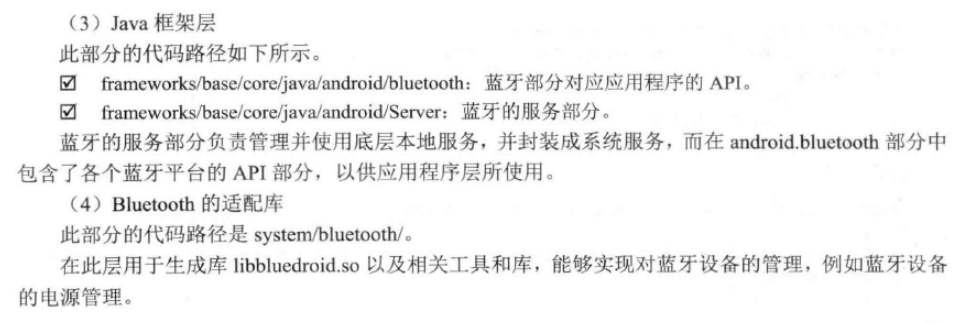 （3）Java 框架层
此部分的代码路径如下所示。
☑ frameworks/base/core/java/android/bluetooth：蓝牙部分对应应用程序的 API。
☑ frameworks/base/core/java/android/Server：蓝牙的服务部分。
蓝牙的服务部分负责管理并使用底层本地服务，并封装成系统服务，而在 android.bluetooth 部分中
包含了各个蓝牙平台的 API 部分，以供应用程序层所使用。
（4）Bluetooth 的适配库
此部分的代码路径是 system/bluetooth/。
在此层用于生成库 libbluedroid.so 以及相关工具和库，能够实现对蓝牙设备的管理，例如蓝牙设备
的电源管理。